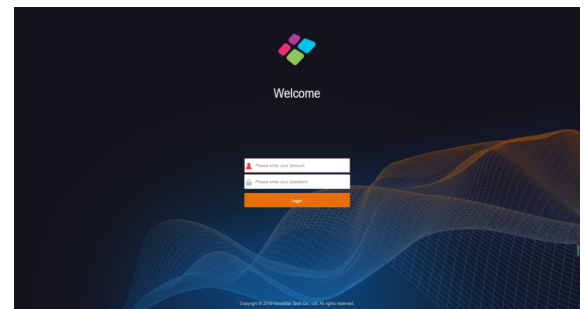 Welcome
Please enter your account
Please enter your password
Login
Copyright © 2019 NovaStar Tech Co., Ltd. All rights reserved.